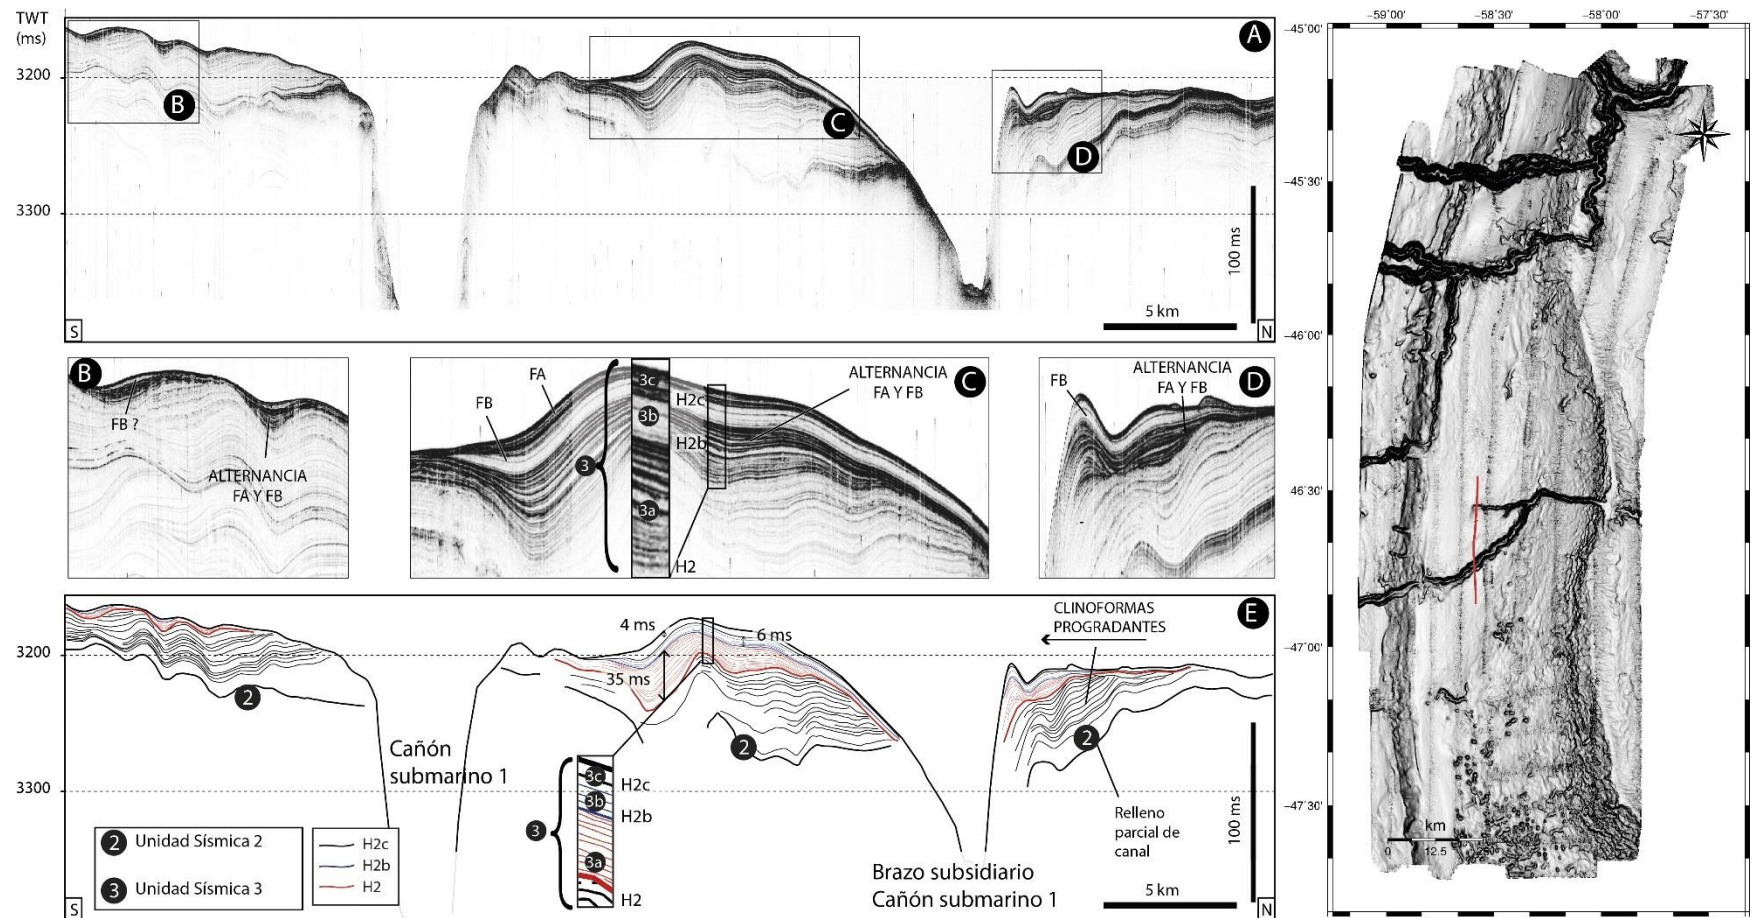 TWT
(ms)
3200
3300
A
B
C
D
100 ms
5 km
S
N
B
FB ?
ALTERNANCIA
FA Y FB
FA
FB
3
3c
H2c
3b
H2b
3a
H2
ALTERNANCIA
FA Y FB
C
FB
ALTERNANCIA
FA Y FB
D
3200
3300
4 ms
6 ms
35 ms
CLINOFORMAS
PROGRADANTES
E
2
2
2
Cañón
submarino 1
3
3c
H2c
3b
H2b
3a
H2
Relleno
parcial de
canal
100 ms
Brazo subsidiario
Cañón submarino 1
5 km
2 Unidad Sísmica 2
3 Unidad Sísmica 3
H2c
H2b
H2
S
N
−59˚00'
−58˚30'
−58˚00'
−57˚30'
−45˚00'
−45˚30'
−46˚00'
−46˚30'
−47˚00'
−47˚30'
km
0
12.5